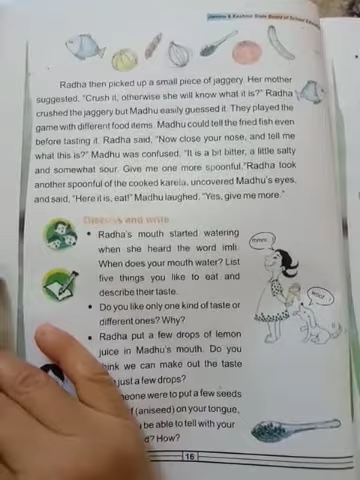 Jammu & Kashmir State Board of School Education
Radha then picked up a small piece of jaggery. Her mother
suggested, "Crush it, otherwise she will know what it is?" Radha
crushed the jaggery but Madhu easily guessed it. They played the
game with different food items. Madhu could tell the fried fish even
before tasting it. Radha said, "Now close your nose, and tell me
what this is?" Madhu was confused. "It is a bit bitter, a little salty
and somewhat sour. Give me one more spoonful."Radha took
another spoonful of the cooked karela, uncovered Madhu's eyes,
and said, "Here it is, eat!" Madhu laughed. "Yes, give me more."
Discuss and write
• Radha's mouth started watering
when she heard the word imli.
When does your mouth water? List
five things you like to eat and
describe their taste.
• Do you like only one kind of taste or
different ones? Why?
• Radha put a few drops of lemon
juice in Madhu's mouth. Do you
think we can make out the taste
just a few drops?
one were to put a few seeds
(aniseed) on your tongue,
be able to tell with your
? How?
16